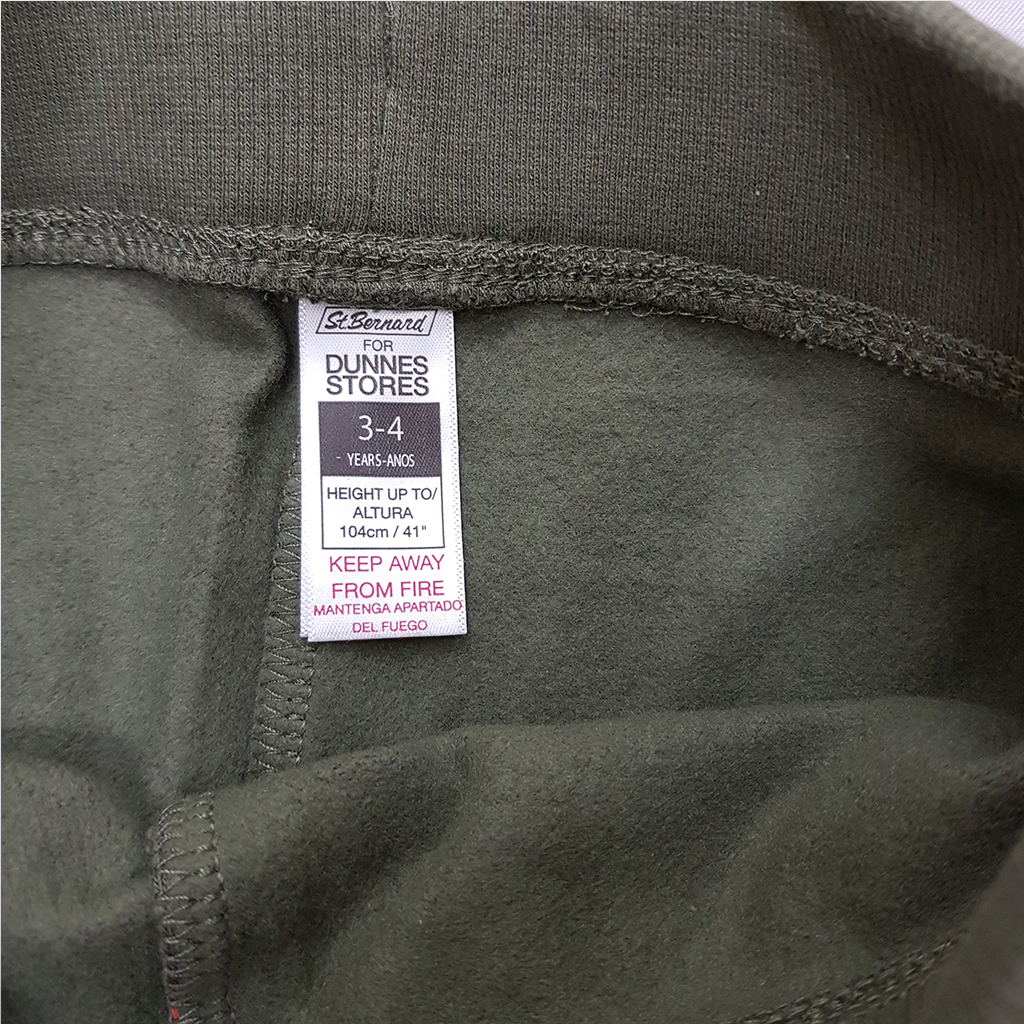 St.Bernard
FOR
DUNNES
STORES
3-4
- YEARS-ANOS
HEIGHT UP TO/
ALTURA
104cm / 41"
KEEP AWAY
FROM FIRE
MANTENGA APARTADO
DEL FUEGO